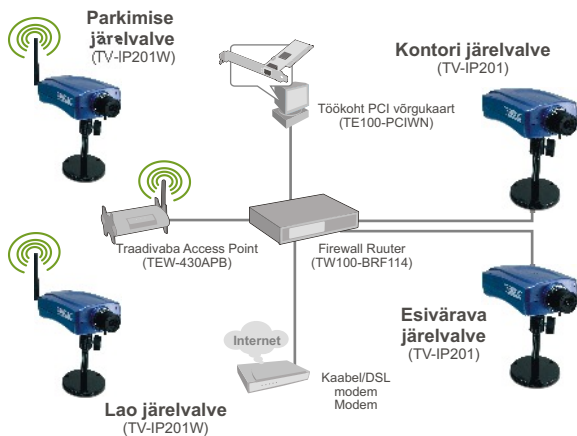 Parkimise
järelvalve
(TV-IP201W)
Kontori järelvalve
(TV-IP201)
Töökoht PCI võrgukaart
(TE100-PCIWN)
Traadivaba Access Point
(TEW-430APB)
Firewall Ruuter
(TW100-BRF114)
Esivärava
järelvalve
(TV-IP201)
Internet
Kaabel/DSL
modem
Modem
Lao järelvalve
(TV-IP201W)